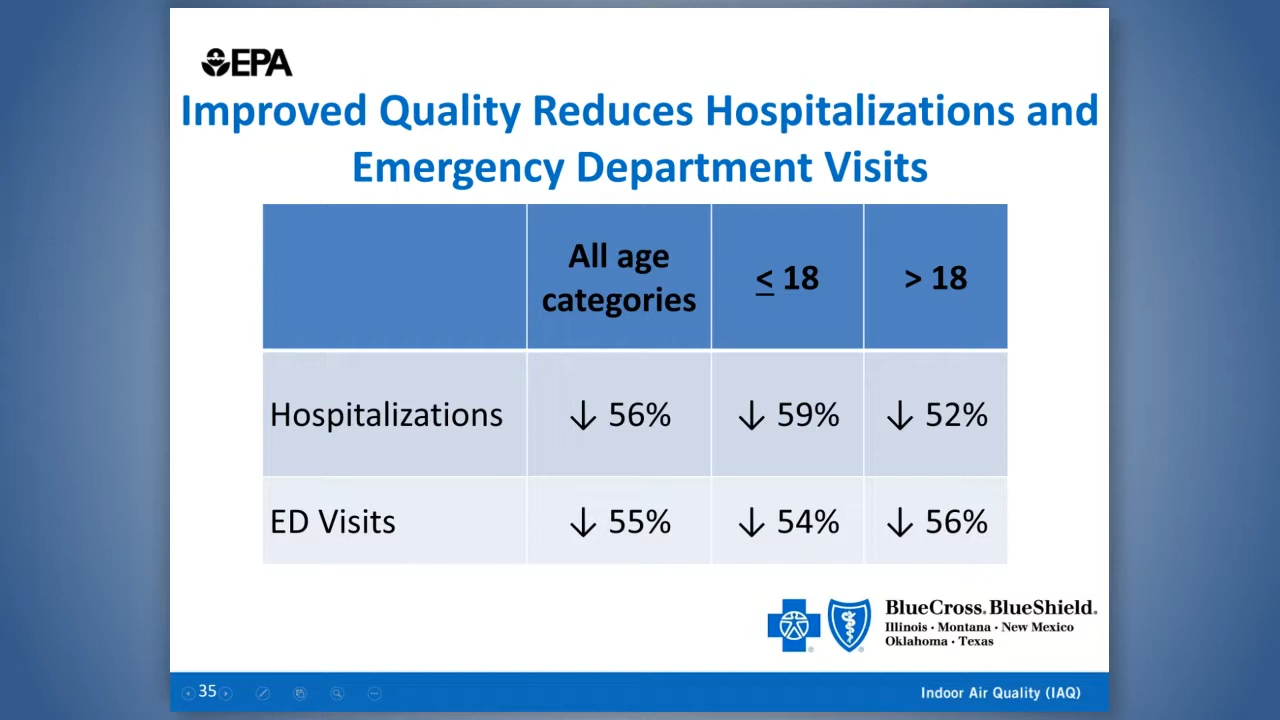 EPA
Improved Quality Reduces Hospitalizations and
Emergency Department Visits
All age
categories
≤ 18
> 18
Hospitalizations
↓ 56%
↓ 59%
↓ 52%
ED Visits
↓ 55%
↓ 54%
↓ 56%
BlueCross. BlueShield.
Illinois · Montana · New Mexico
Oklahoma · Texas
35
Indoor Air Quality (IAQ)